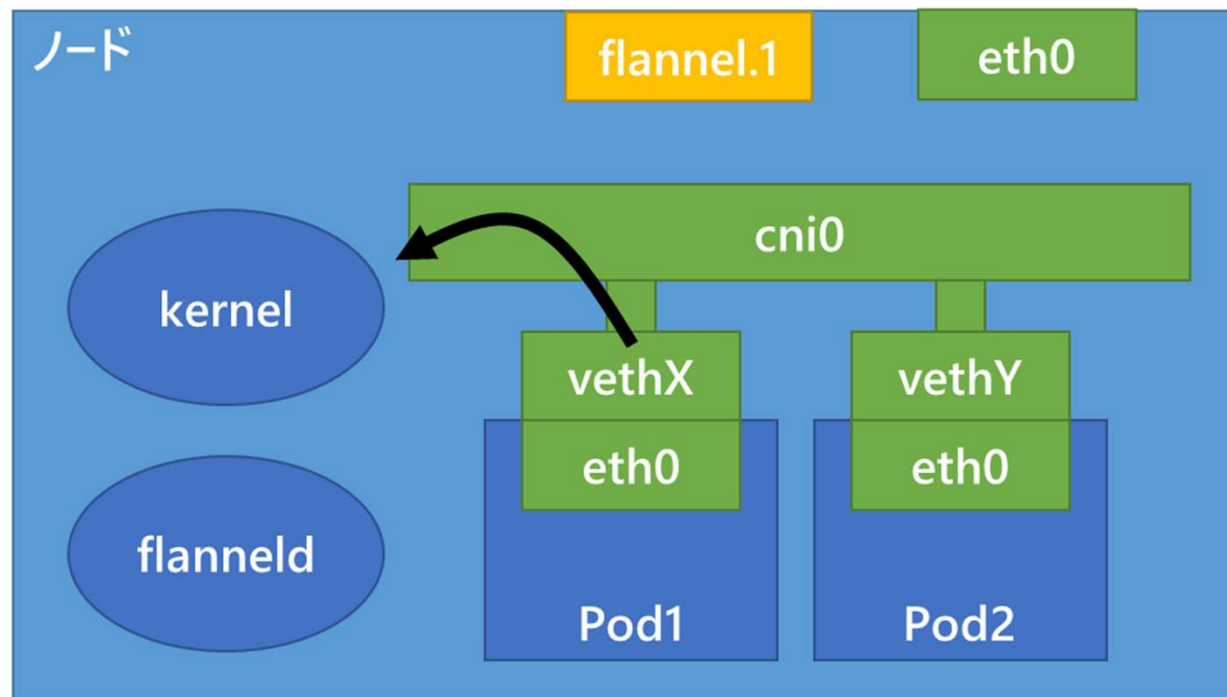 ノード
flannel.1
eth0
cni0
kernel
vethX
vethY
eth0
eth0
flanneld
Pod1
Pod2